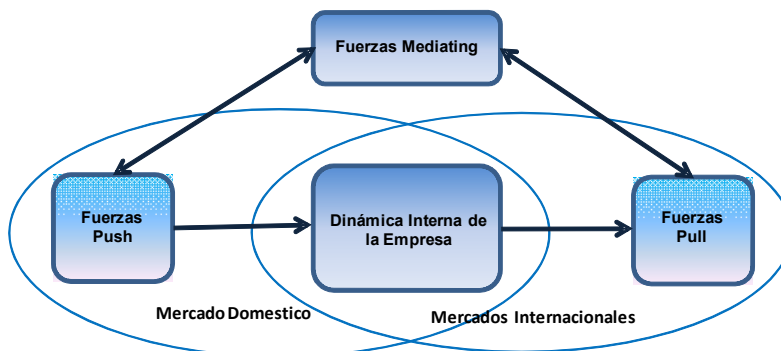 Fuerzas Mediating
Fuerzas
Push
Dinámica Interna de
la Empresa
Fuerzas
Pull
Mercado Domestico
Mercados Internacionales